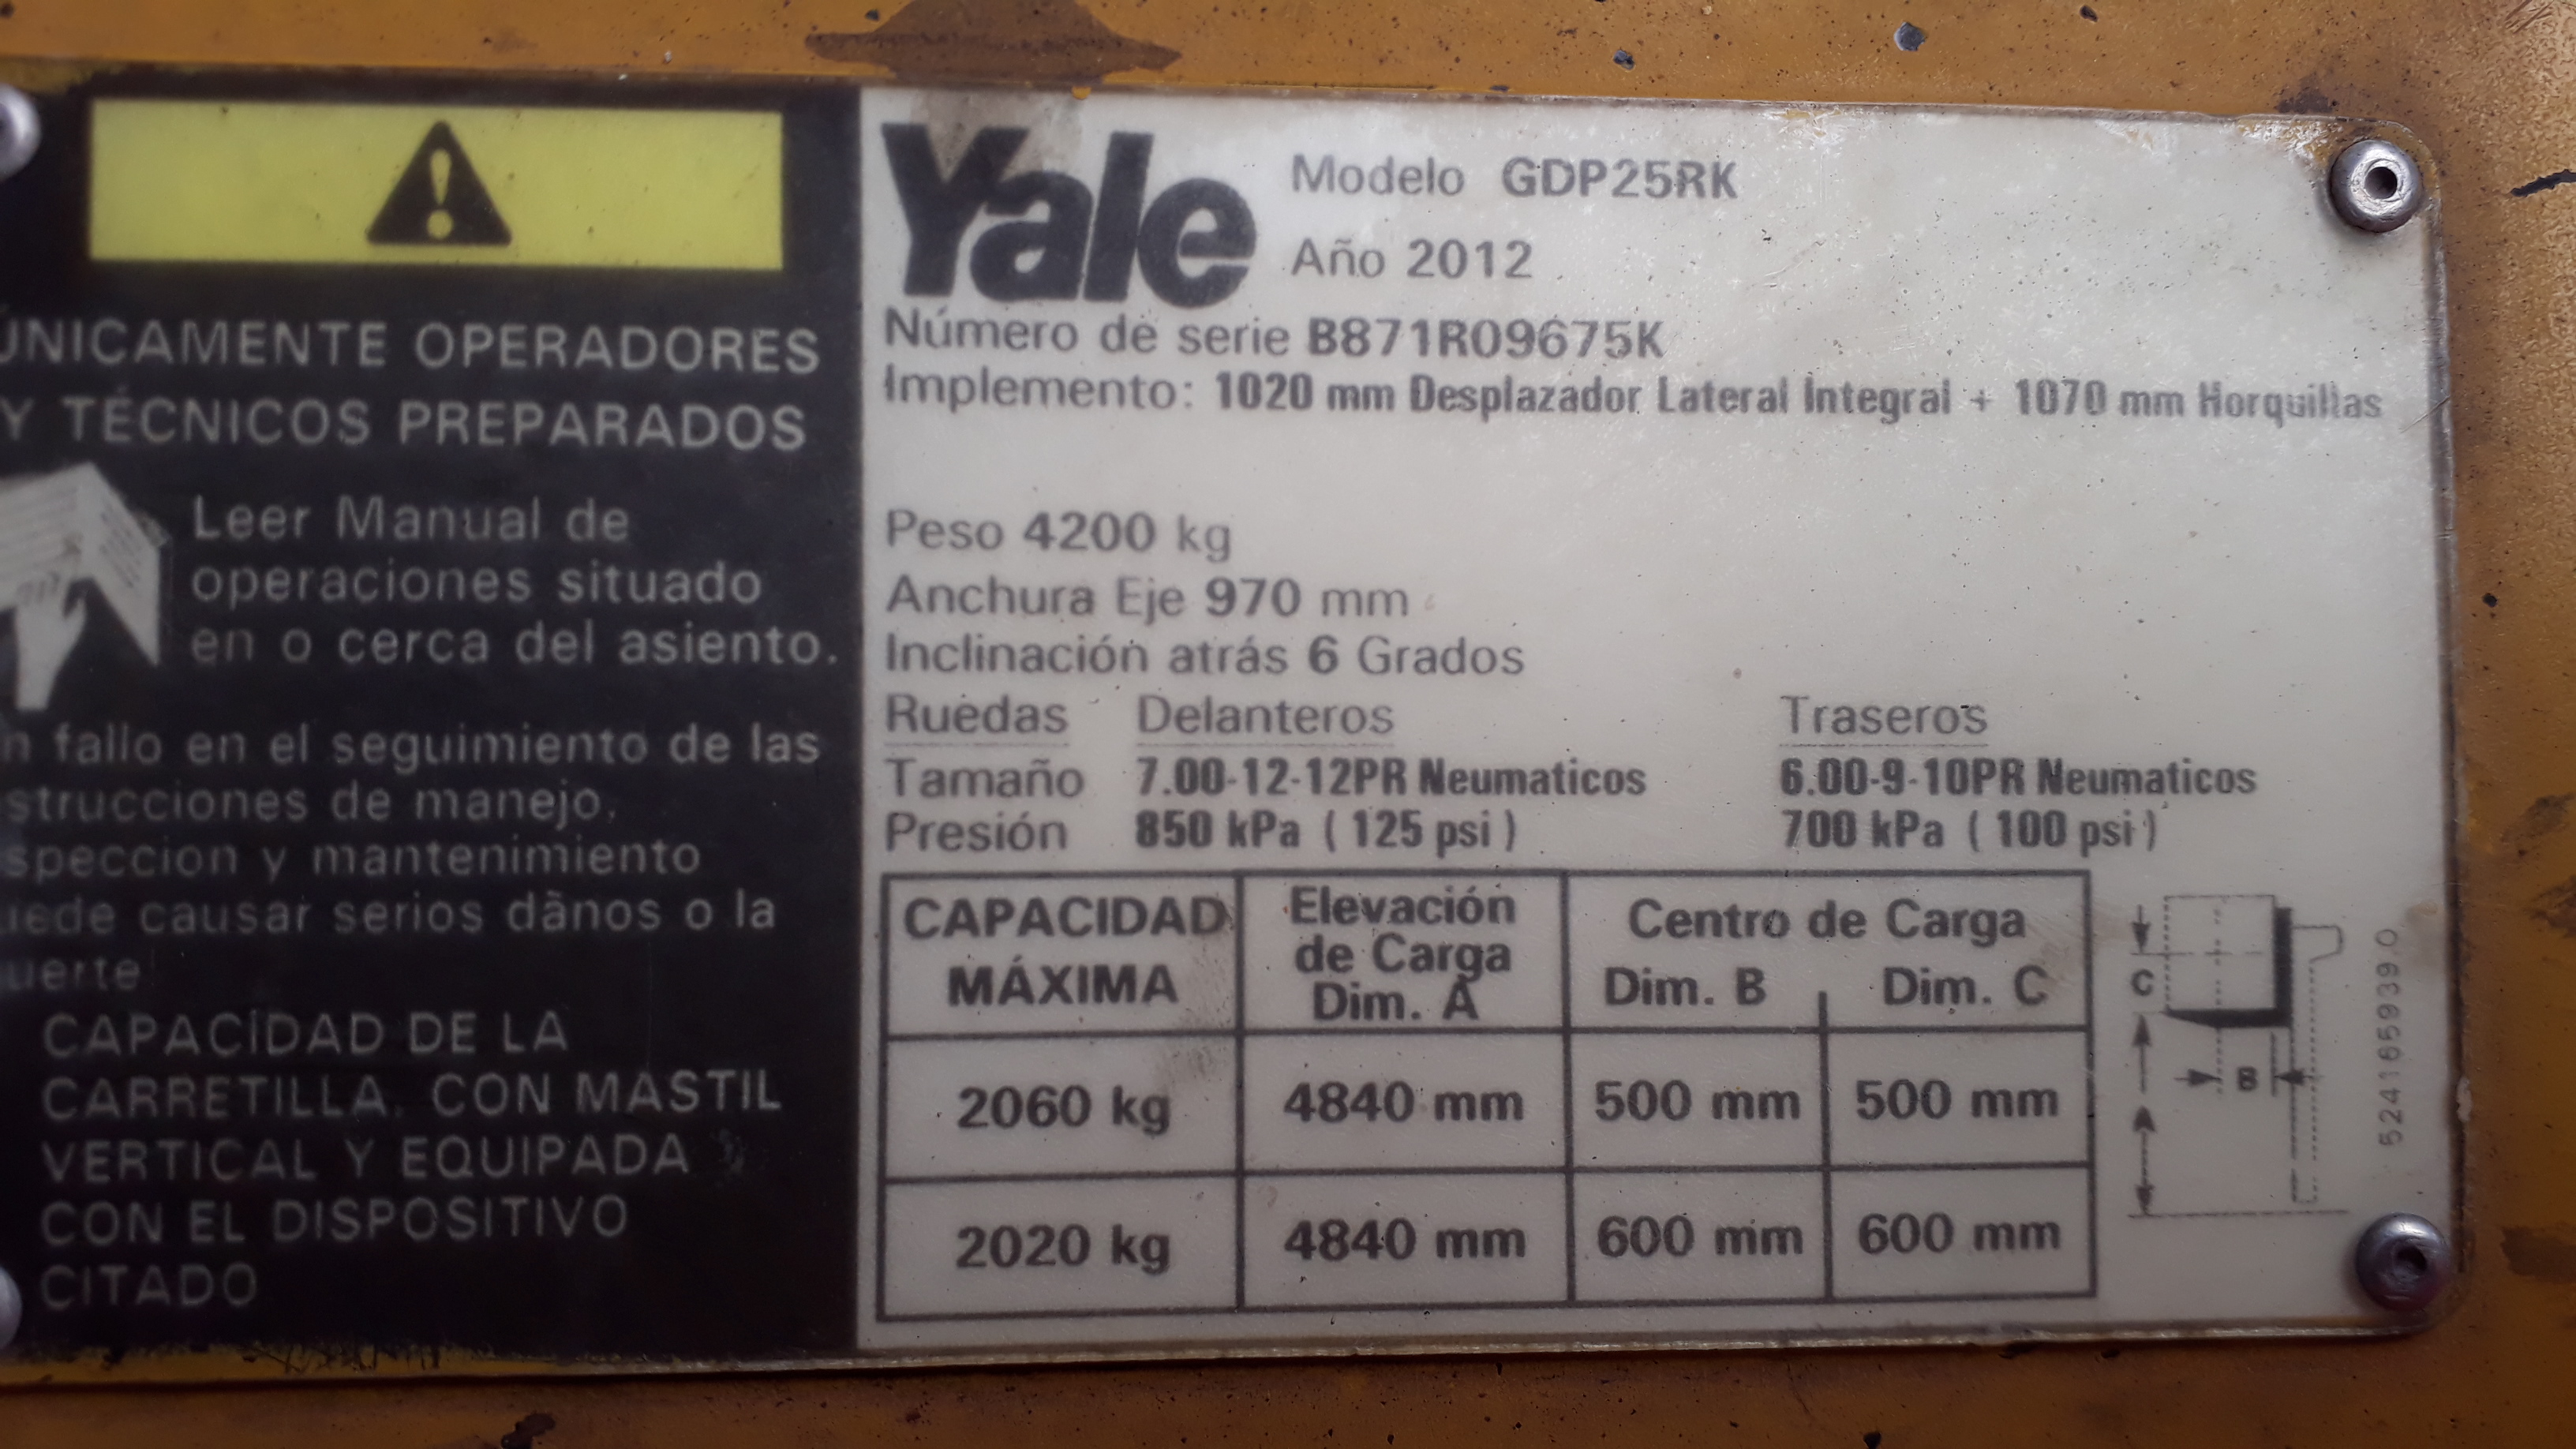 UNICAMENTE OPERADORES
Y TÉCNICOS PREPARADOS
Leer Manual de
operaciones situado
en o cerca del asiento.
fallo en el seguimiento de las
strucciones de manejo,
speccion y mantenimiento
uede causar serios dànos o la
uerte
CAPACIDAD DE LA
CARRETILLA, CON MASTIL
VERTICAL Y EQUIPADA
CON EL DISPOSITIVO
CITADO
Yale
Modelo GDP25RK
Año 2012
Número de serie B871R09675K
Implemento: 1020 mm Desplazador Lateral Integral + 1070 mm Horquillas
Peso 4200 kg
Anchura Eje 970 mm
Inclinación atrás 6 Grados
Ruedas Delanteros Traseros
Tamaño 7.00-12-12PR Neumaticos 6.00-9-10PR Neumaticos
Presión 850 kPa ( 125 psi ) 700 kPa ( 100 psi )
CAPACIDAD MÁXIMA Elevación de Carga Dim. A Centro de Carga Dim. B Dim. C
2060 kg 4840 mm 500 mm 500 mm
2020 kg 4840 mm 600 mm 600 mm
C
B
A
524165939.0